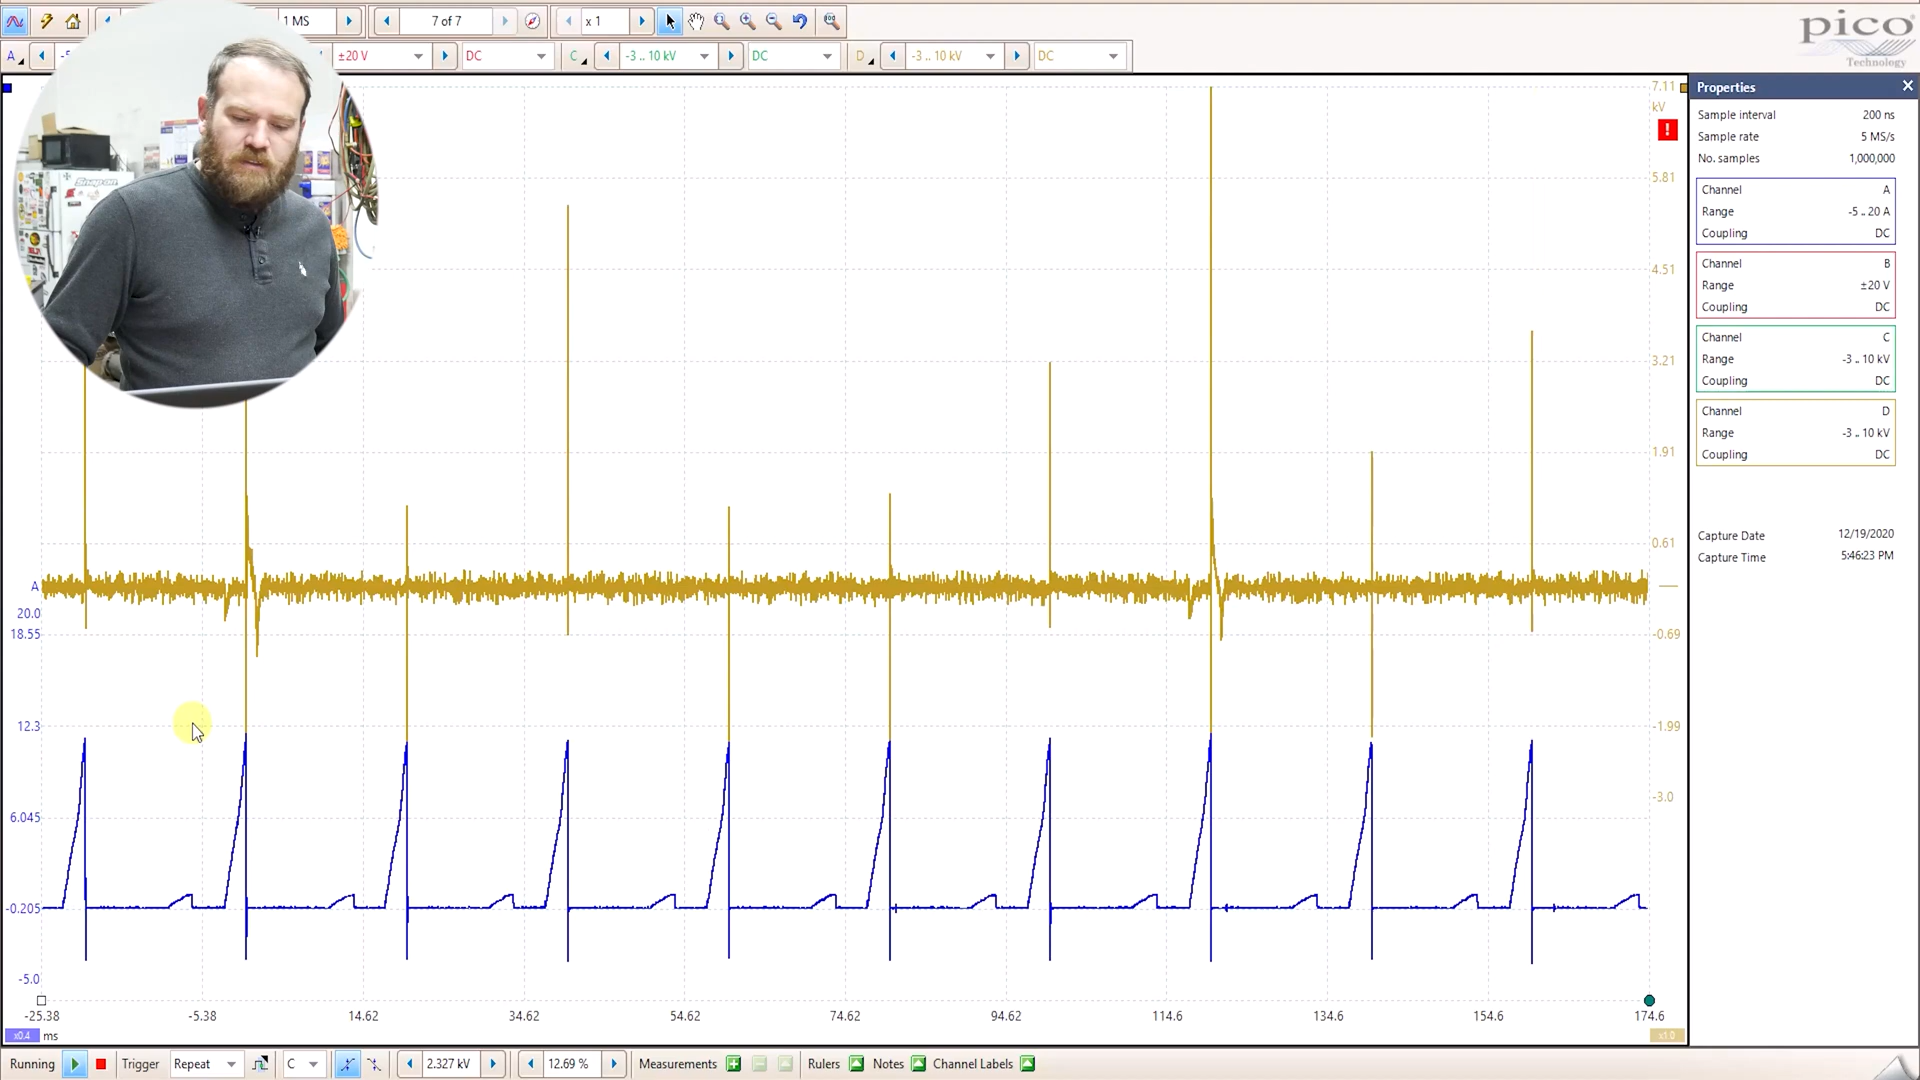 1 MS
7 of 7
x 1
pico
Technology
A
-5
±20 V
DC
C
-3 .. 10 kV
DC
D
-3 .. 10 kV
DC
Properties
Sample interval 200 ns
Sample rate 5 MS/s
No. samples 1,000,000
Channel A
Range -5 .. 20 A
Coupling DC
Channel B
Range ±20 V
Coupling DC
Channel C
Range -3 .. 10 kV
Coupling DC
Channel D
Range -3 .. 10 kV
Coupling DC
Capture Date 12/19/2020
Capture Time 5:46:23 PM
Snap-on
7.11
kV
!
5.81
4.51
3.21
1.91
0.61
-0.69
-1.99
-3.0
A
20.0
18.55
12.3
6.045
-0.205
-5.0
-25.38 -5.38 14.62 34.62 54.62 74.62 94.62 114.6 134.6 154.6 174.6
x0.4 ms
x1.0
Running Trigger Repeat C 2.327 kV 12.69 % Measurements Rulers Notes Channel Labels